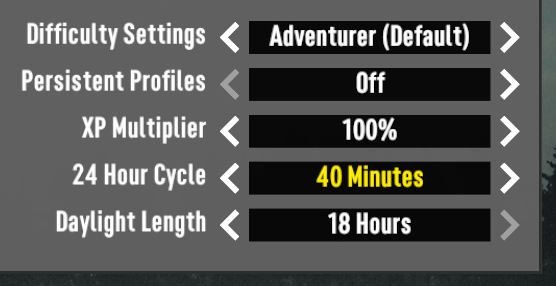 Difficulty Settings Adventurer (Default)
Persistent Profiles Off
XP Multiplier 100%
24 Hour Cycle 40 Minutes
Daylight Length 18 Hours